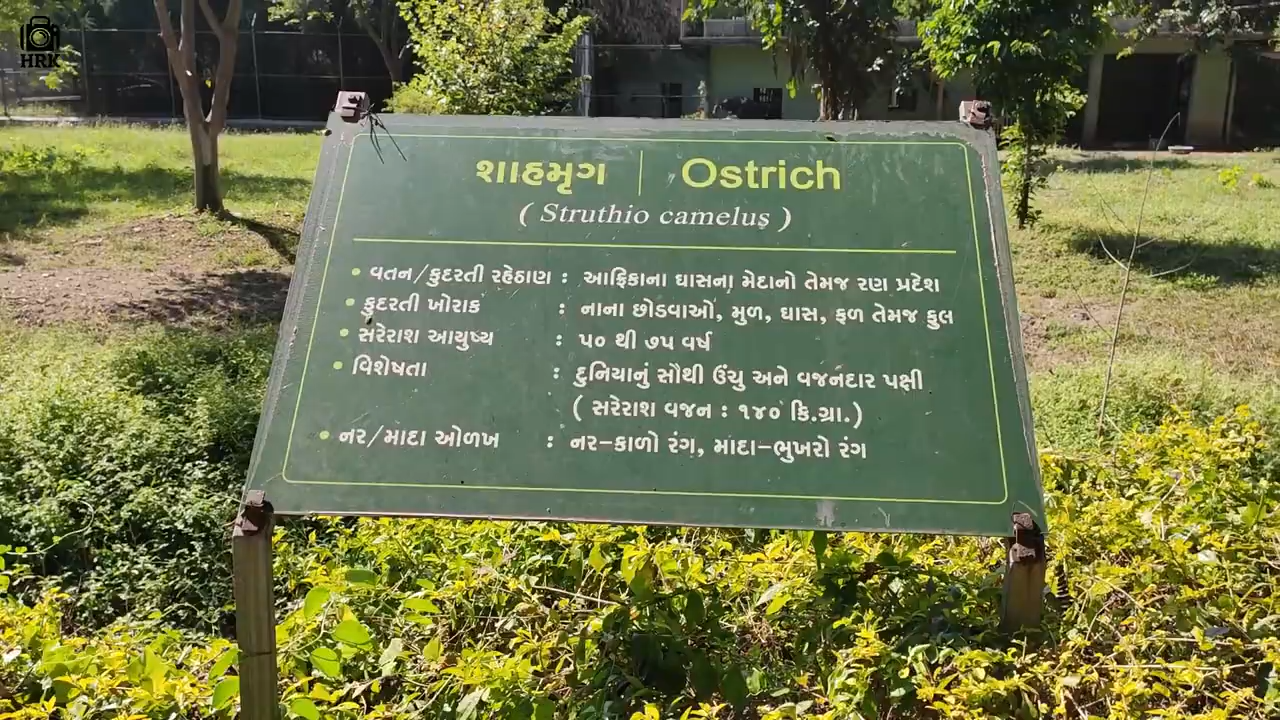 HRK
શાહમૃગ | Ostrich
( Struthio camelus )
• વતન/કુદરતી રહેઠાણ : આફ્રિકાના ઘાસના મેદાનો તેમજ રણ પ્રદેશ
• કુદરતી ખોરાક : નાના છોડવાઓ, મુળ, ઘાસ, ફળ તેમજ ફુલ
• સરેરાશ આયુષ્ય : ૫૦ થી ૭૫ વર્ષ
• વિશેષતા : દુનિયાનું સૌથી ઉંચુ અને વજનદાર પક્ષી
( સરેરાશ વજન : ૧૪૦ કિ.ગ્રા.)
• નર/માદા ઓળખ : નર-કાળો રંગ, માદા-ભુખરો રંગ